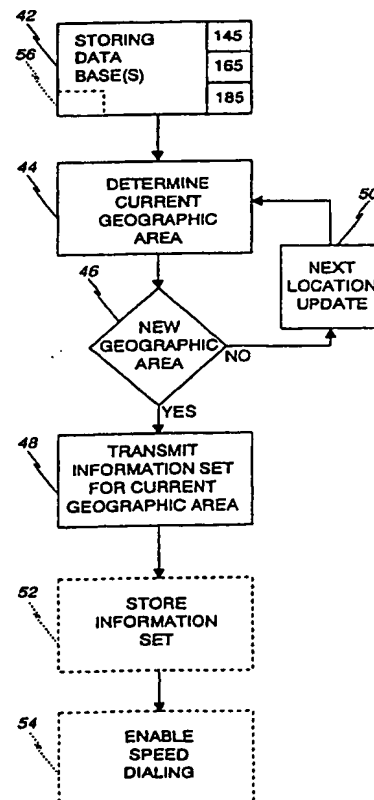 42
STORING
DATA
BASE(S)
145
165
185
56
44
DETERMINE
CURRENT
GEOGRAPHIC
AREA
50
NEXT
LOCATION
UPDATE
46
NEW
GEOGRAPHIC
AREA
NO
YES
48
TRANSMIT
INFORMATION SET
FOR CURRENT
GEOGRAPHIC AREA
52
STORE
INFORMATION
SET
54
ENABLE
SPEED
DIALING